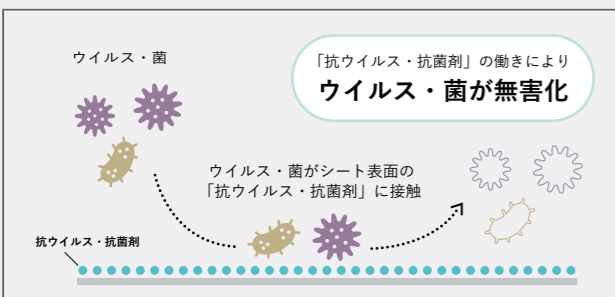 ウイルス・菌
「抗ウイルス・抗菌剤」の働きにより
ウイルス・菌が無害化
ウイルス・菌がシート表面の
「抗ウイルス・抗菌剤」に接触
抗ウイルス・抗菌剤